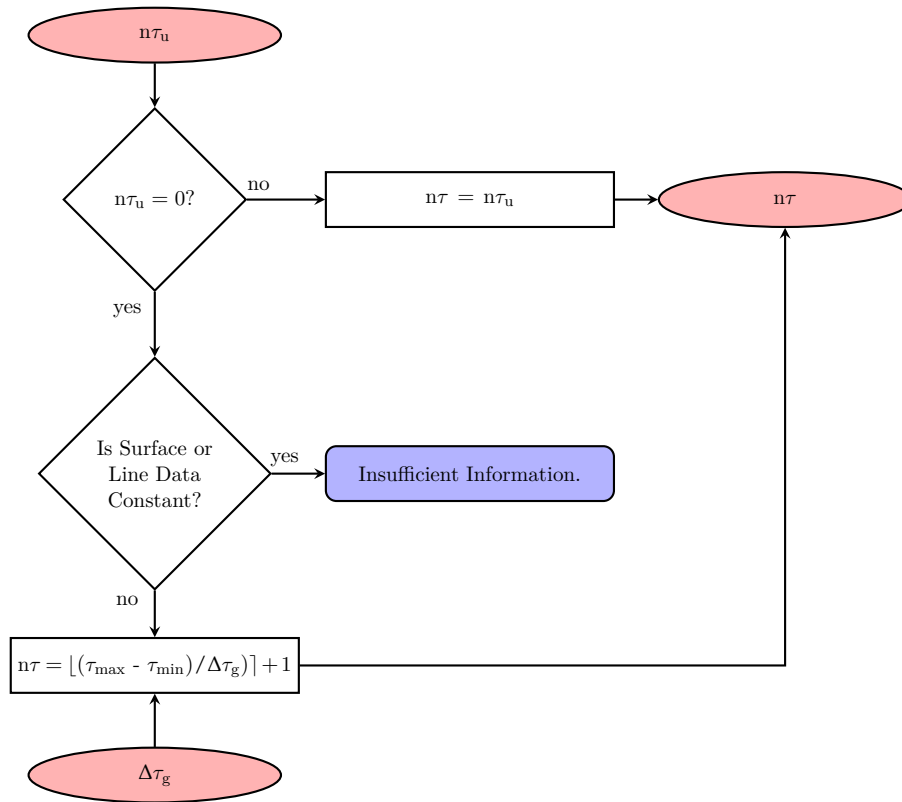 nτu
nτu = 0?
no
nτ = nτu
nτ
yes
Is Surface or
Line Data
Constant?
yes
Insufficient Information.
no
nτ = ⌊(τmax - τmin)/Δτg)⌉ + 1
Δτg